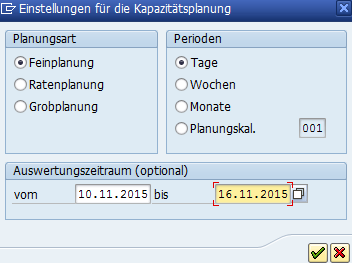 Einstellungen für die Kapazitätsplanung
Planungsart
Feinplanung
Ratenplanung
Grobplanung
Perioden
Tage
Wochen
Monate
Planungskal. 001
Auswertungszeitraum (optional)
vom 10.11.2015 bis 16.11.2015